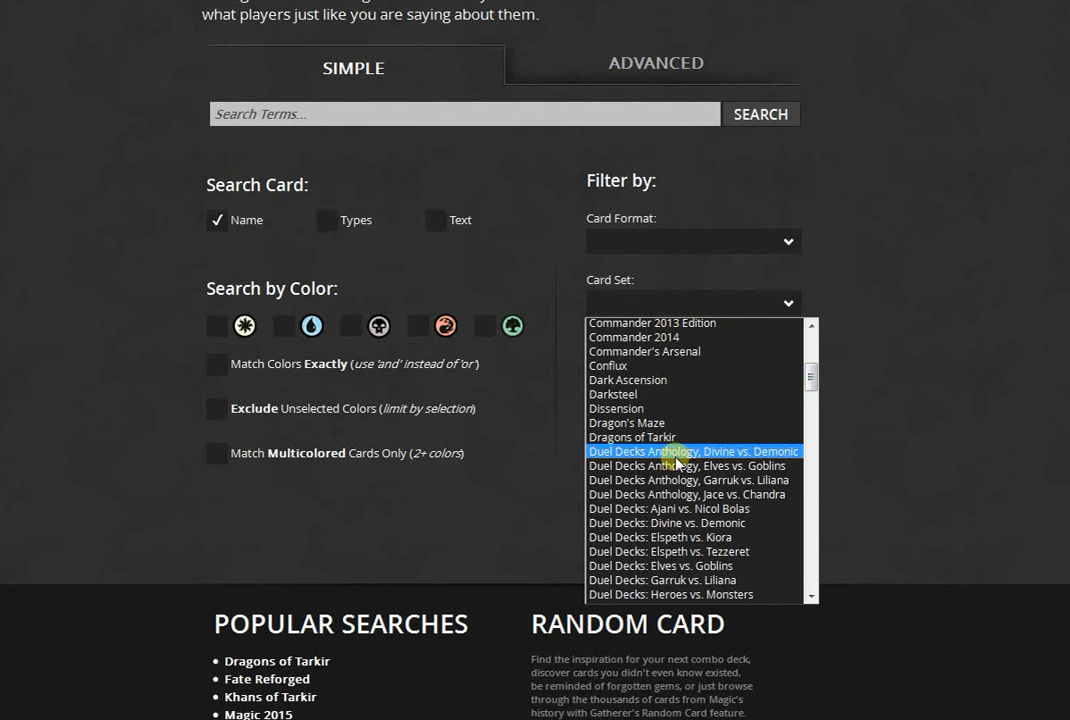 what players just like you are saying about them.
SIMPLE
ADVANCED
Search Terms...
SEARCH
Search Card:
Name
Types
Text
Search by Color:
Match Colors Exactly (use 'and' instead of 'or')
Exclude Unselected Colors (limit by selection)
Match Multicolored Cards Only (2+ colors)
Filter by:
Card Format:
Card Set:
Commander 2013 Edition
Commander 2014
Commander's Arsenal
Conflux
Dark Ascension
Darksteel
Dissension
Dragon's Maze
Dragons of Tarkir
Duel Decks Anthology, Divine vs. Demonic
Duel Decks Anthology, Elves vs. Goblins
Duel Decks Anthology, Garruk vs. Liliana
Duel Decks Anthology, Jace vs. Chandra
Duel Decks: Ajani vs. Nicol Bolas
Duel Decks: Divine vs. Demonic
Duel Decks: Elspeth vs. Kiora
Duel Decks: Elspeth vs. Tezzeret
Duel Decks: Elves vs. Goblins
Duel Decks: Garruk vs. Liliana
Duel Decks: Heroes vs. Monsters
POPULAR SEARCHES
Dragons of Tarkir
Fate Reforged
Khans of Tarkir
Magic 2015
RANDOM CARD
Find the inspiration for your next combo deck,
discover cards you didn't even know existed,
be reminded of forgotten gems, or just browse
through the thousands of cards from Magic's
history with Gatherer's Random Card feature.